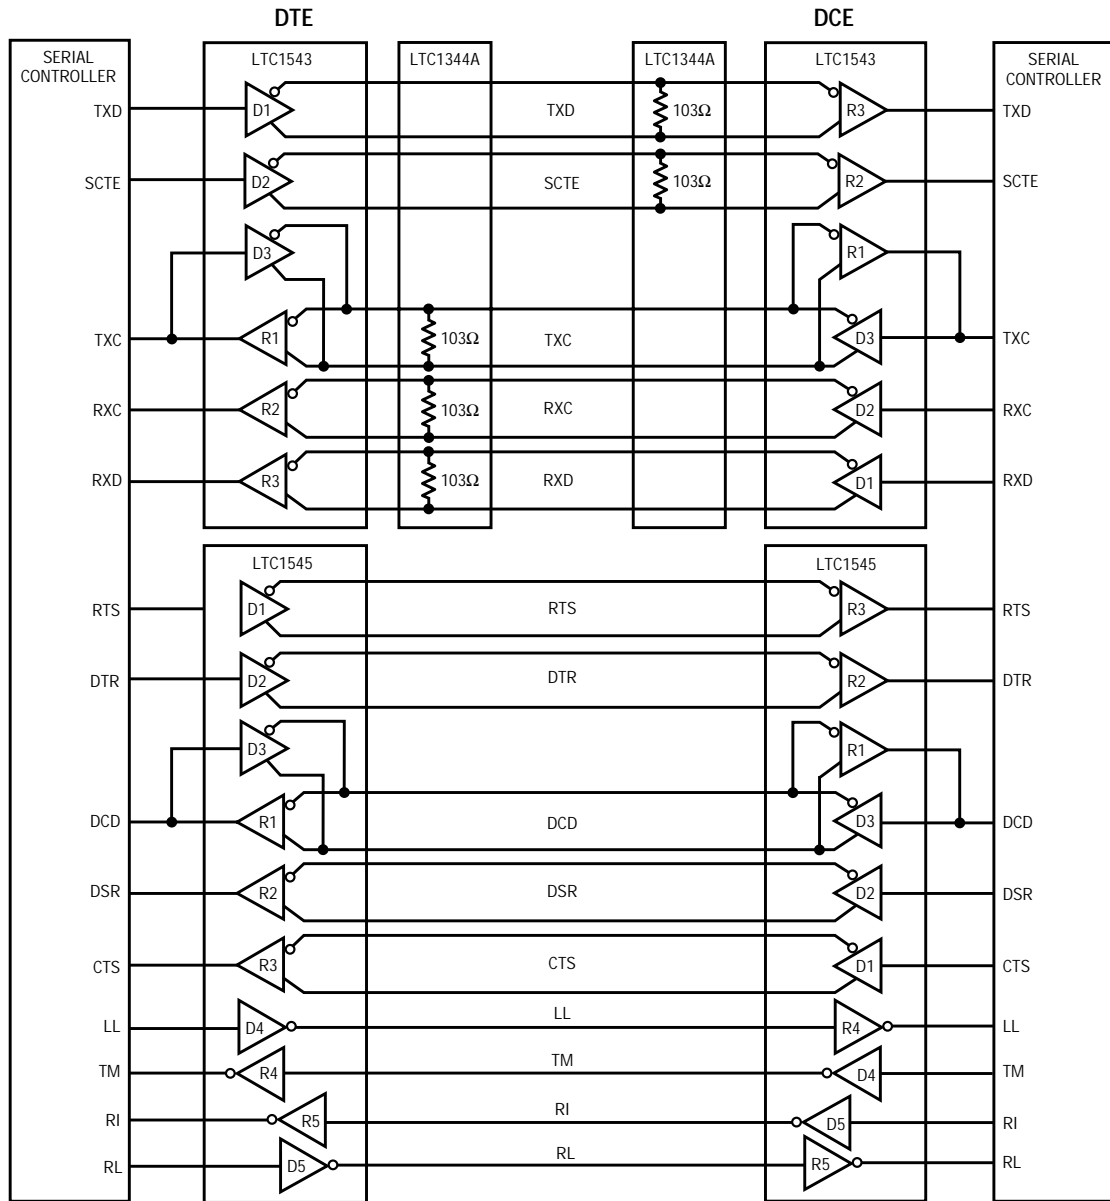 DTE DCE
SERIAL CONTROLLER LTC1543 LTC1344A LTC1344A LTC1543 SERIAL CONTROLLER
TXD D1 TXD 103Ω R3 TXD
SCTE D2 SCTE 103Ω R2 SCTE
D3 R1
TXC R1 103Ω TXC D3 TXC
RXC R2 103Ω RXC D2 RXC
RXD R3 103Ω RXD D1 RXD
LTC1545 LTC1545
RTS D1 RTS R3 RTS
DTR D2 DTR R2 DTR
D3 R1
DCD R1 DCD D3 DCD
DSR R2 DSR D2 DSR
CTS R3 CTS D1 CTS
LL D4 LL R4 LL
TM R4 TM D4 TM
RI R5 RI D5 RI
RL D5 RL R5 RL